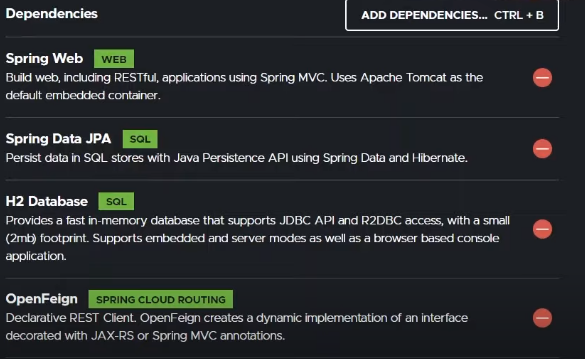 Dependencies
ADD DEPENDENCIES... CTRL + B
Spring Web WEB
Build web, including RESTful, applications using Spring MVC. Uses Apache Tomcat as the
default embedded container.
Spring Data JPA SQL
Persist data in SQL stores with Java Persistence API using Spring Data and Hibernate.
H2 Database SQL
Provides a fast in-memory database that supports JDBC API and R2DBC access, with a small
(2mb) footprint. Supports embedded and server modes as well as a browser based console
application.
OpenFeign SPRING CLOUD ROUTING
Declarative REST Client. OpenFeign creates a dynamic implementation of an interface
decorated with JAX-RS or Spring MVC annotations.